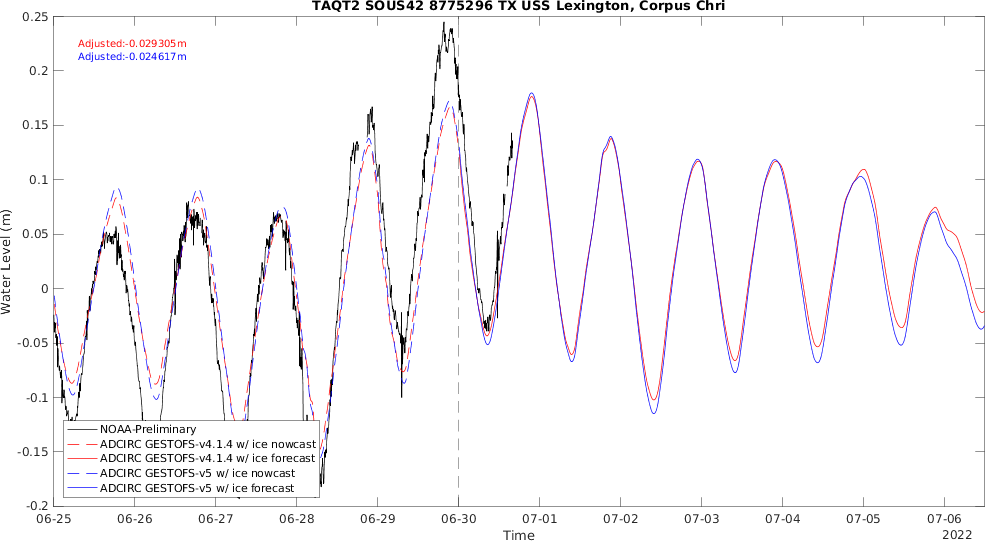 TAQT2 SOUS42 8775296 TX USS Lexington, Corpus Chri
Adjusted:-0.029305m
Adjusted:-0.024617m
Water Level (m)
0.25
0.2
0.15
0.1
0.05
0
-0.05
-0.1
-0.15
-0.2
NOAA-Preliminary
ADCIRC GESTOFS-v4.1.4 w/ ice nowcast
ADCIRC GESTOFS-v4.1.4 w/ ice forecast
ADCIRC GESTOFS-v5 w/ ice nowcast
ADCIRC GESTOFS-v5 w/ ice forecast
06-25 06-26 06-27 06-28 06-29 06-30 07-01 07-02 07-03 07-04 07-05 07-06
Time
2022